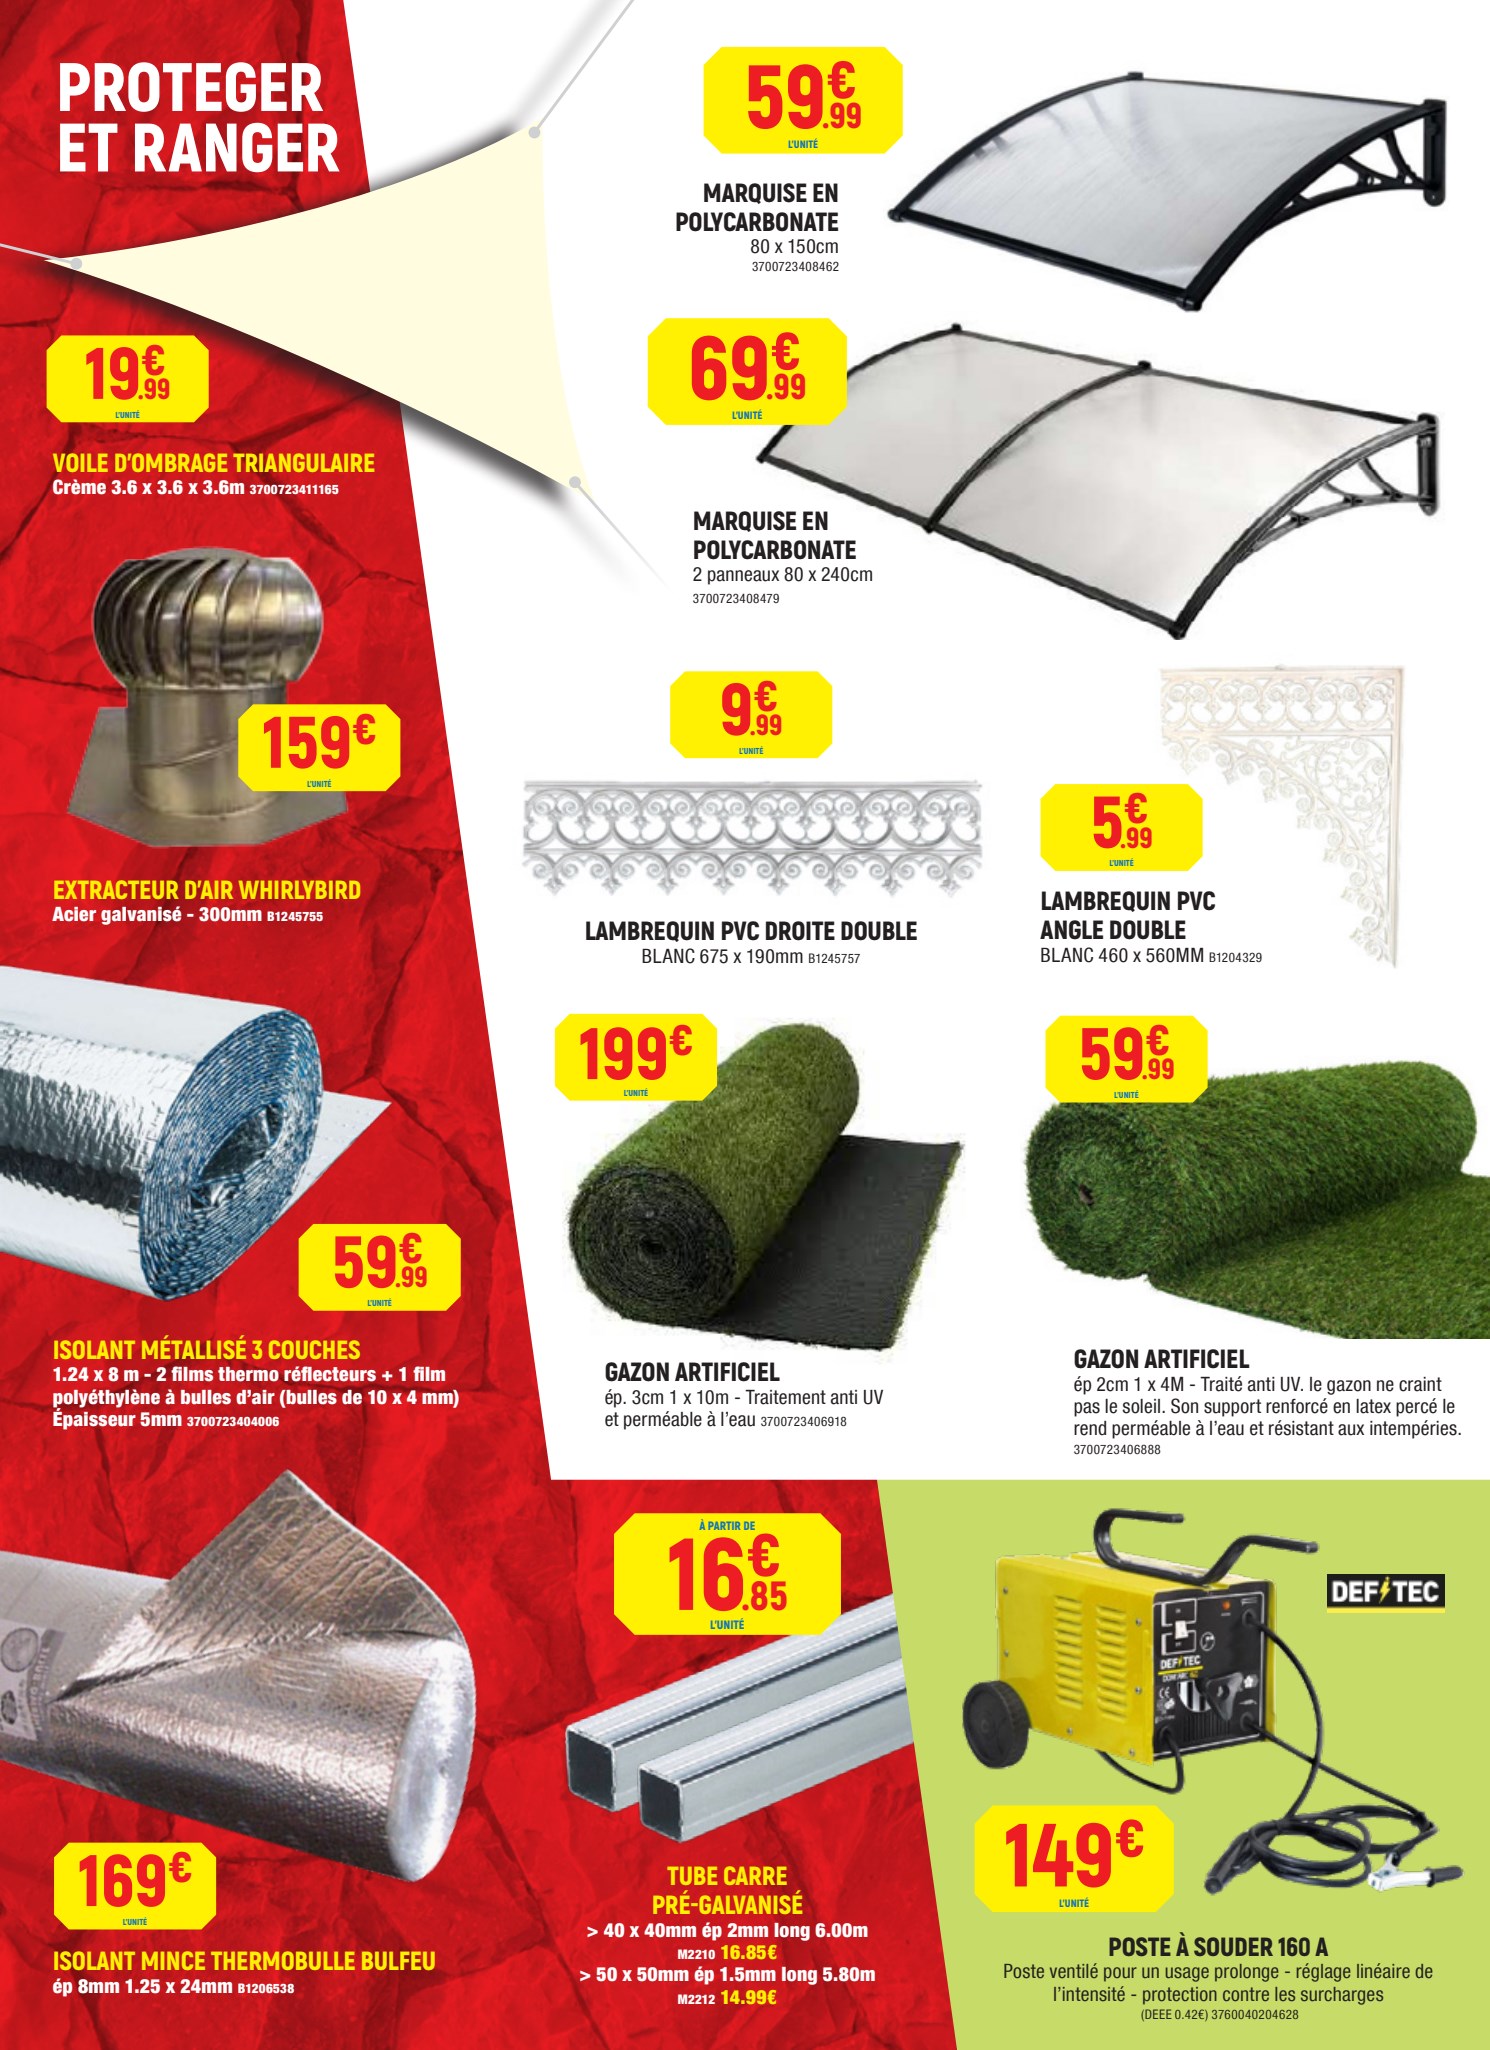 PROTEGER
ET RANGER
59€.99
L'UNITÉ
MARQUISE EN
POLYCARBONATE
80 x 150cm
3700723408462
69€.99
L'UNITÉ
MARQUISE EN
POLYCARBONATE
2 panneaux 80 x 240cm
3700723408479
19€.99
L'UNITÉ
VOILE D'OMBRAGE TRIANGULAIRE
Crème 3.6 x 3.6 x 3.6m 3700723411165
159€
L'UNITÉ
EXTRACTEUR D'AIR WHIRLYBIRD
Acier galvanisé - 300mm B1245755
9€.99
L'UNITÉ
LAMBREQUIN PVC DROITE DOUBLE
BLANC 675 x 190mm B1245757
5€.99
L'UNITÉ
LAMBREQUIN PVC
ANGLE DOUBLE
BLANC 460 x 560MM B1204329
59€.99
L'UNITÉ
ISOLANT MÉTALLISÉ 3 COUCHES
1.24 x 8 m - 2 films thermo réflecteurs + 1 film
polyéthylène à bulles d'air (bulles de 10 x 4 mm)
Épaisseur 5mm 3700723404006
199€
L'UNITÉ
GAZON ARTIFICIEL
ép. 3cm 1 x 10m - Traitement anti UV
et perméable à l'eau 3700723406918
59€.99
L'UNITÉ
GAZON ARTIFICIEL
ép 2cm 1 x 4M - Traité anti UV. le gazon ne craint
pas le soleil. Son support renforcé en latex percé le
rend perméable à l'eau et résistant aux intempéries.
3700723406888
169€
L'UNITÉ
ISOLANT MINCE THERMOBULLE BULFEU
ép 8mm 1.25 x 24mm B1206538
À PARTIR DE
16€.85
L'UNITÉ
TUBE CARRE
PRÉ-GALVANISÉ
> 40 x 40mm ép 2mm long 6.00m
M2210 16.85€
> 50 x 50mm ép 1.5mm long 5.80m
M2212 14.99€
DEFITEC
DEFITEC
149€
L'UNITÉ
POSTE À SOUDER 160 A
Poste ventilé pour un usage prolonge - réglage linéaire de
l'intensité - protection contre les surcharges
(DEEE 0.42€) 3760040204628